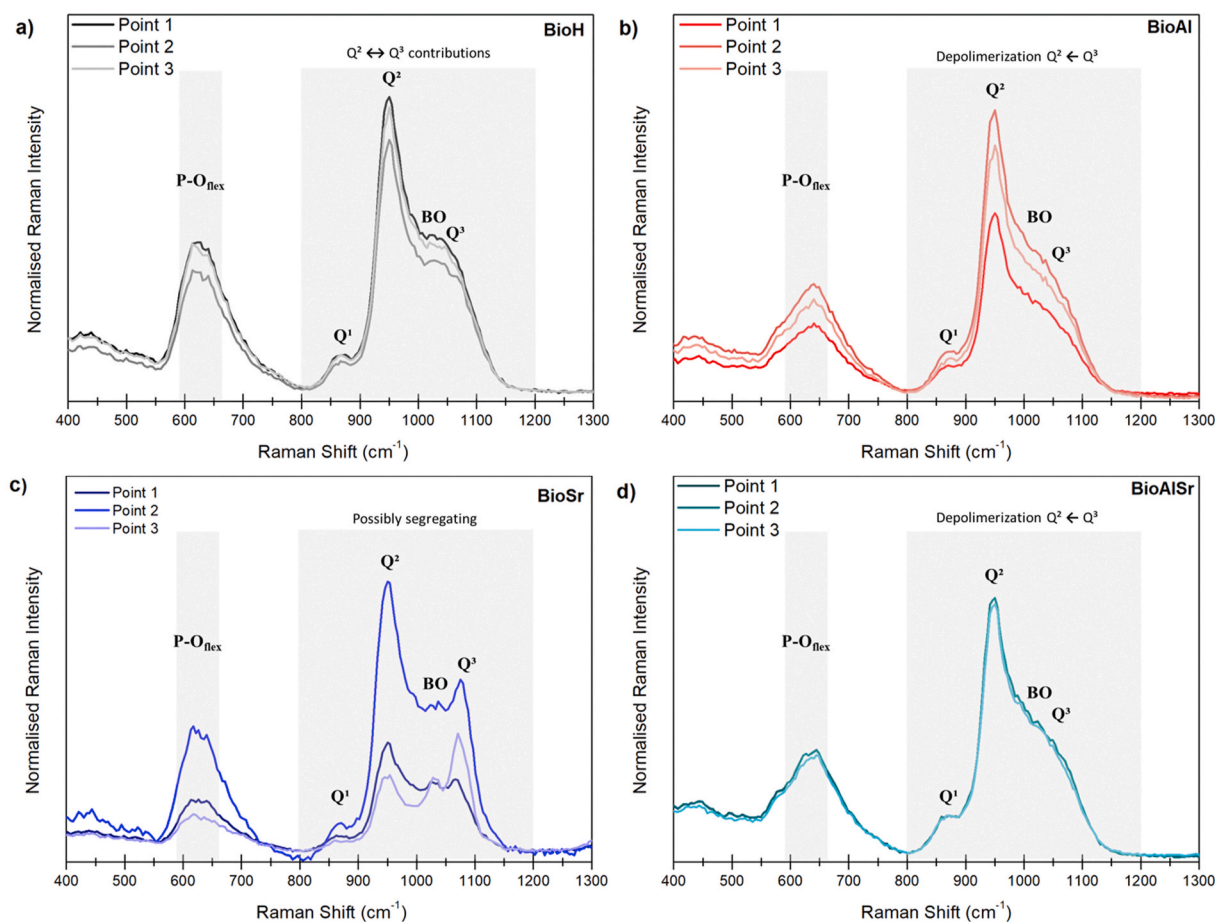 a)
Point 1
Point 2
Point 3
BioH
Q² ↔ Q³ contributions
Q²
P-Oflex
BO
Q³
Q¹
Normalised Raman Intensity
400 500 600 700 800 900 1000 1100 1200 1300
Raman Shift (cm⁻¹)
b)
Point 1
Point 2
Point 3
BioAl
Depolimerization Q² ← Q³
Q²
P-Oflex
BO
Q³
Q¹
Normalised Raman Intensity
400 500 600 700 800 900 1000 1100 1200 1300
Raman Shift (cm⁻¹)
c)
Point 1
Point 2
Point 3
BioSr
Possibly segregating
Q²
P-Oflex
BO
Q³
Q¹
Normalised Raman Intensity
400 500 600 700 800 900 1000 1100 1200 1300
Raman Shift (cm⁻¹)
d)
Point 1
Point 2
Point 3
BioAlSr
Depolimerization Q² ← Q³
Q²
P-Oflex
BO
Q³
Q¹
Normalised Raman Intensity
400 500 600 700 800 900 1000 1100 1200 1300
Raman Shift (cm⁻¹)